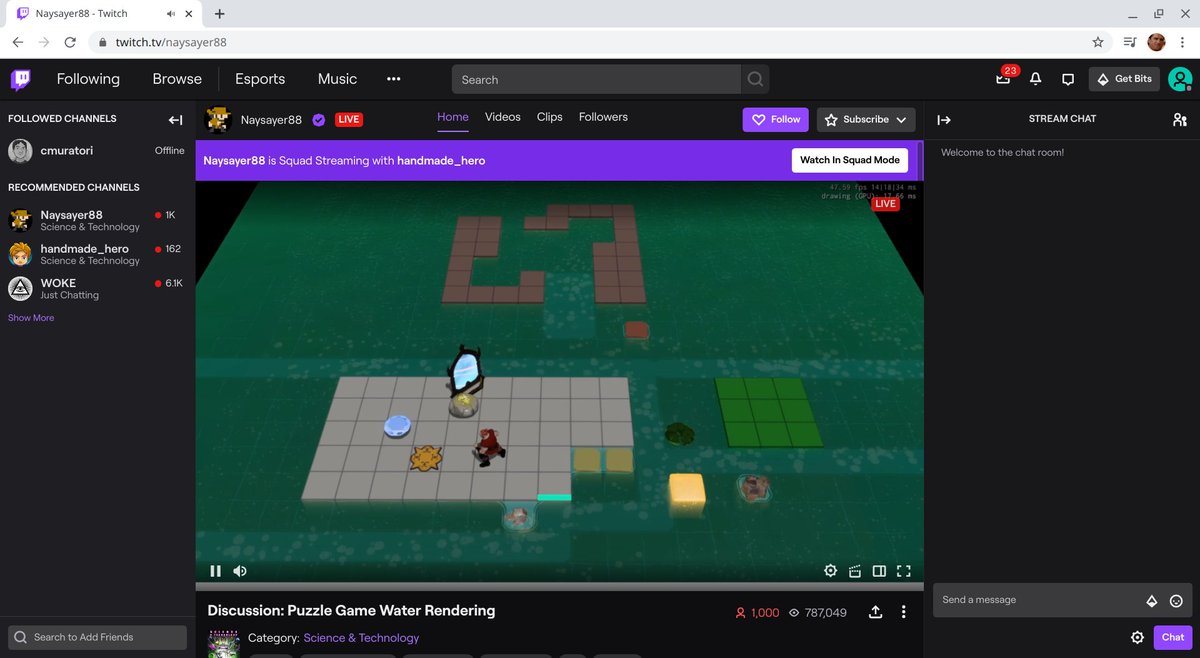 Naysayer88 - Twitch
twitch.tv/naysayer88
Following Browse Esports Music ••• Search 23 Get Bits
FOLLOWED CHANNELS
cmuratori Offline
RECOMMENDED CHANNELS
Naysayer88 1K
Science & Technology
handmade_hero 162
Science & Technology
WOKE 6.1K
Just Chatting
Show More
Search to Add Friends
Naysayer88 LIVE Home Videos Clips Followers Follow Subscribe
Naysayer88 is Squad Streaming with handmade_hero Watch In Squad Mode
47.59 fps 14|18|34 ms
drawing (GPU): 17.66 ms
LIVE
Discussion: Puzzle Game Water Rendering 1,000 787,049
Category: Science & Technology
STREAM CHAT
Welcome to the chat room!
Send a message
Chat